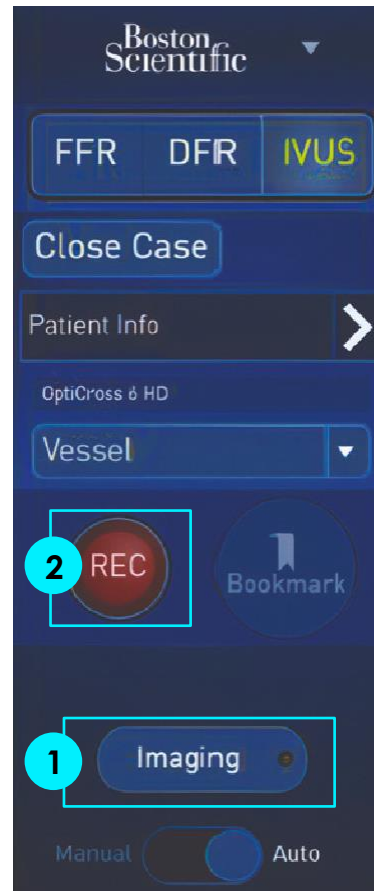 Boston
Scientific
FFR DFR IVUS
Close Case
Patient Info
OptiCross 6 HD
Vessel
2 REC
Bookmark
1 Imaging
Manual Auto